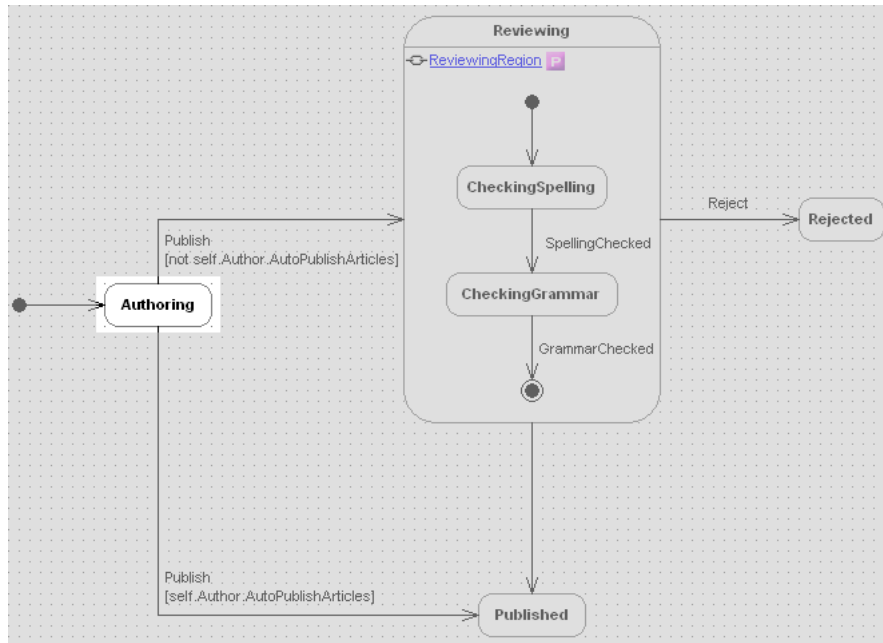 Reviewing
ReviewingRegion P
CheckingSpelling
Reject
Rejected
Publish
[not self.Author.AutoPublishArticles]
SpellingChecked
Authoring
CheckingGrammar
GrammarChecked
Publish
[self.Author.AutoPublishArticles]
Published